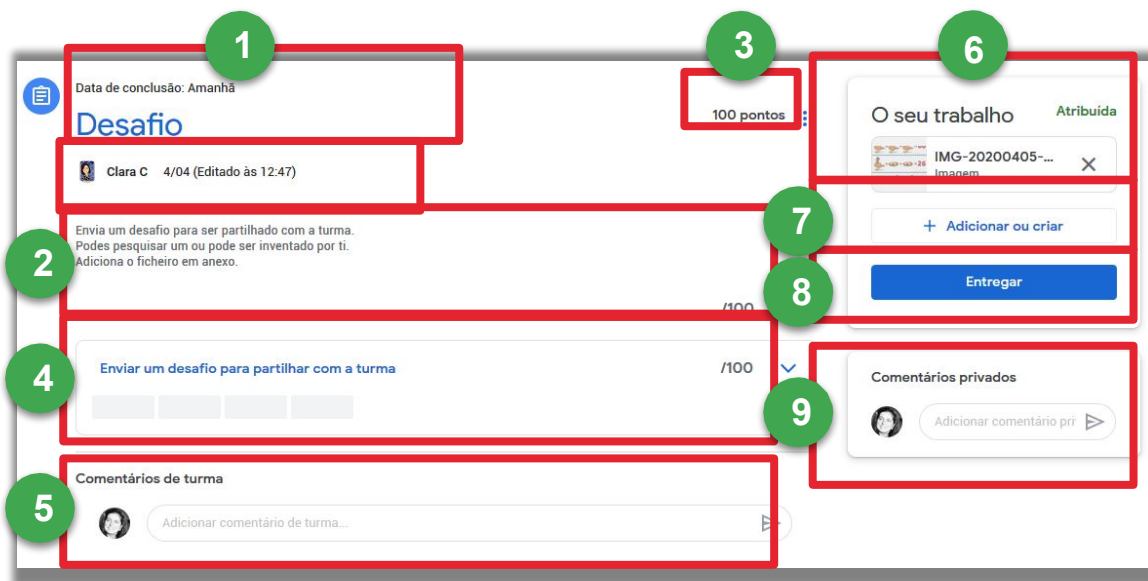 1
3
6
Data de conclusão: Amanhã
Desafio
100 pontos
Clara C 4/04 (Editado às 12:47)
2
Envia um desafio para ser partilhado com a turma.
Podes pesquisar um ou pode ser inventado por ti.
Adiciona o ficheiro em anexo.
/100
4
Enviar um desafio para partilhar com a turma
/100
5
Comentários de turma
Adicionar comentário de turma...
O seu trabalho
Atribuída
IMG-20200405-...
Imagem
7
+ Adicionar ou criar
8
Entregar
9
Comentários privados
Adicionar comentário pri